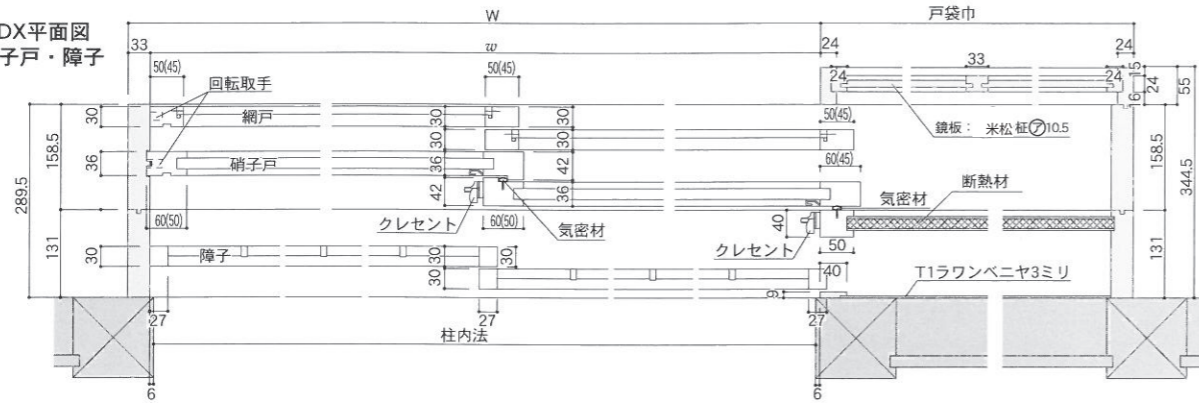 DX平面図
子戸・障子
W
戸袋巾
33
w
24
24
50(45)
50(45)
24
33
24
15
24
6
55
回転取手
30
網戸
30
30
50(45)
鏡板： 米松 柾㋐10.5
30
30
289.5
158.5
36
硝子戸
36
42
60(45)
158.5
344.5
42
36
気密材
断熱材
60(50)
クレセント
60(50)
気密材
クレセント
40
50
131
30
障子
30
30
30
40
T1ラワンベニヤ3ミリ
131
9
27
27
27
柱内法
6
6